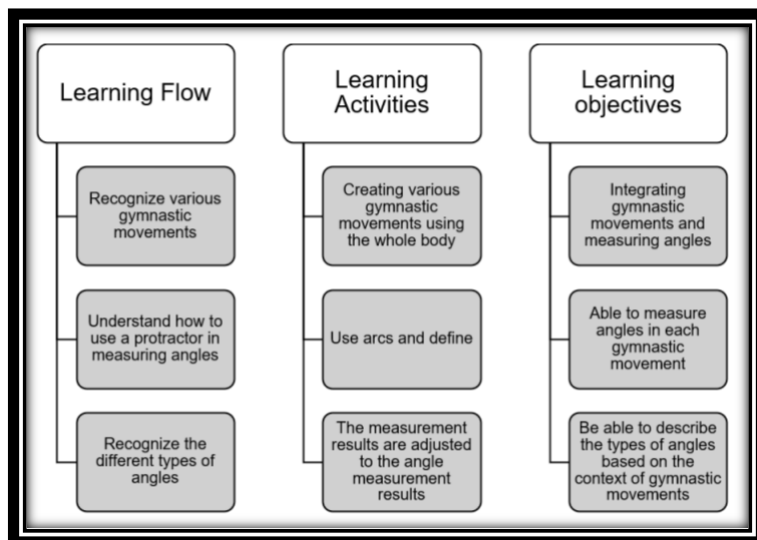 Learning Flow
Recognize various
gymnastic
movements
Understand how to
use a protractor in
measuring angles
Recognize the
different types of
angles
Learning
Activities
Creating various
gymnastic
movements using
the whole body
Use arcs and define
The measurement
results are adjusted
to the angle
measurement
results
Learning
objectives
Integrating
gymnastic
movements and
measuring angles
Able to measure
angles in each
gymnastic
movement
Be able to describe
the types of angles
based on the
context of gymnastic
movements